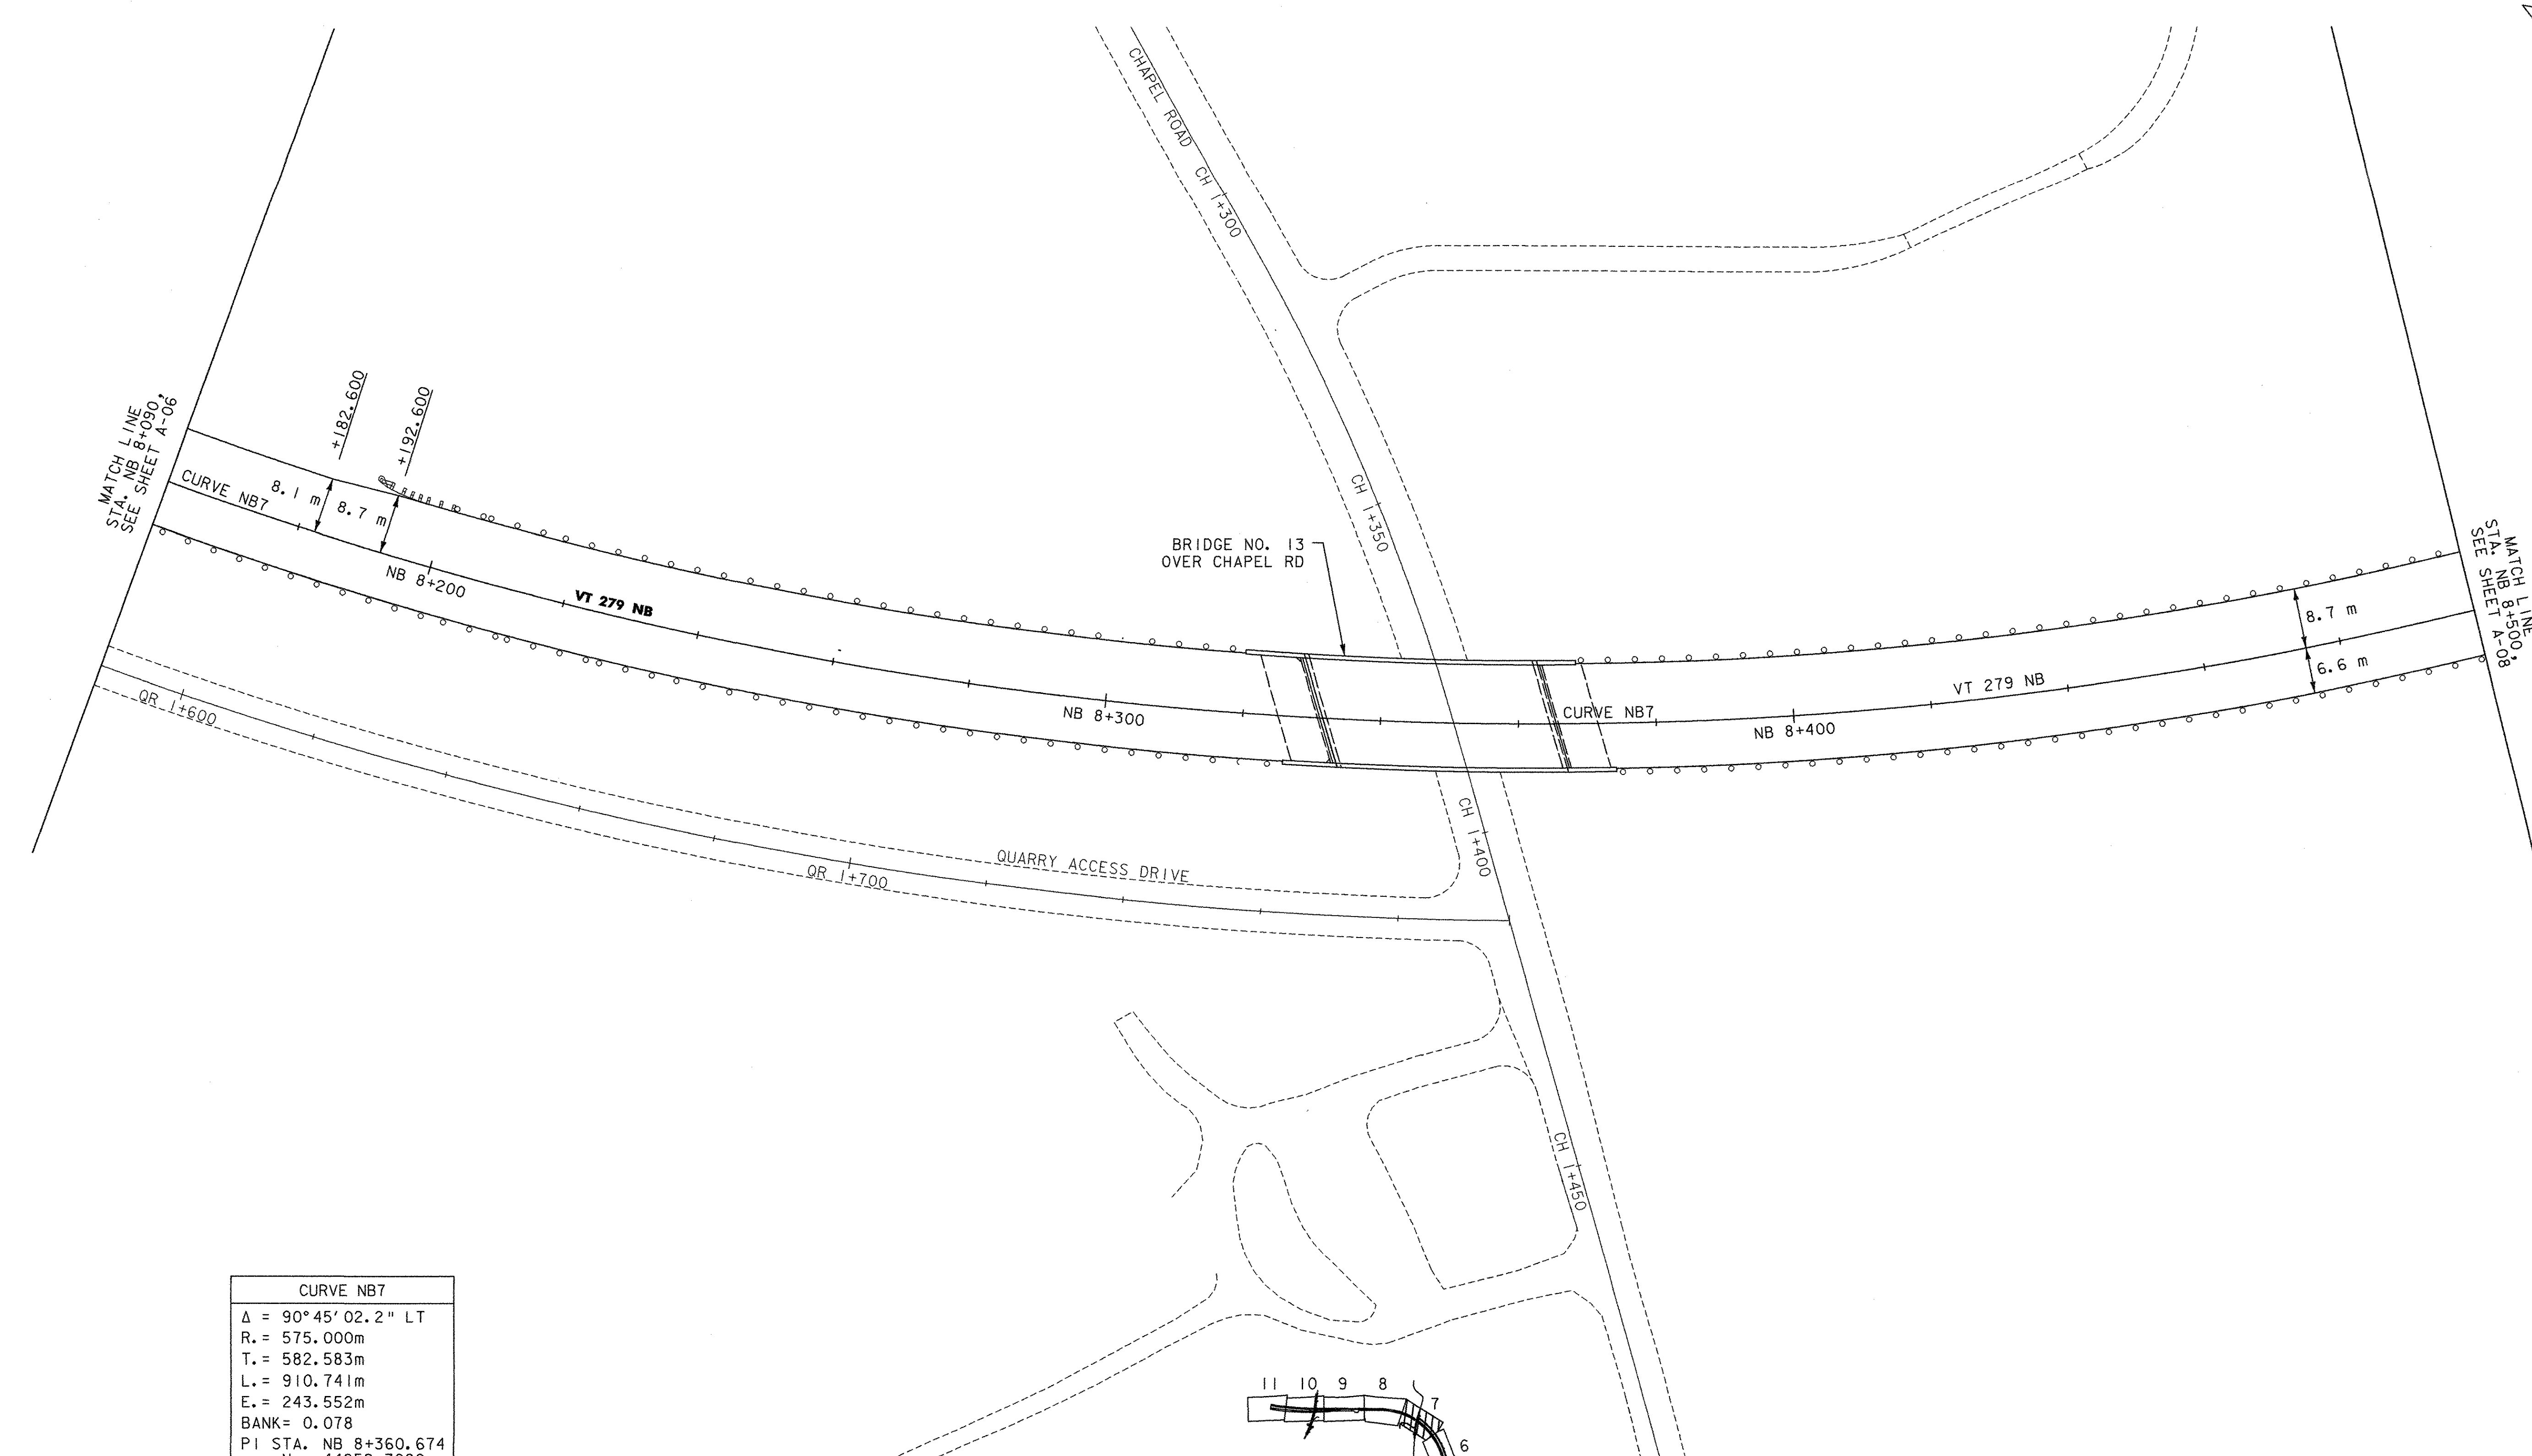 CHAPEL ROAD
CH 1+300
CH 1+350
CH 1+400
CH 1+450
MATCH LINE
STA. NB 8+090,
SEE SHEET A-06
+182.600
+192.600
CURVE NB7
8.1 m
8.7 m
NB 8+200
VT 279 NB
BRIDGE NO. 13
OVER CHAPEL RD
NB 8+300
CURVE NB7
NB 8+400
VT 279 NB
8.7 m
6.6 m
MATCH LINE
STA. NB 8+500,
SEE SHEET A-08
QR 1+600
QUARRY ACCESS DRIVE
QR 1+700
CURVE NB7
Δ = 90°45'02.2" LT
R.= 575.000m
T.= 582.583m
L.= 910.741m
E.= 243.552m
BANK= 0.078
PI STA. NB 8+360.674
11 10 9 8 7
6